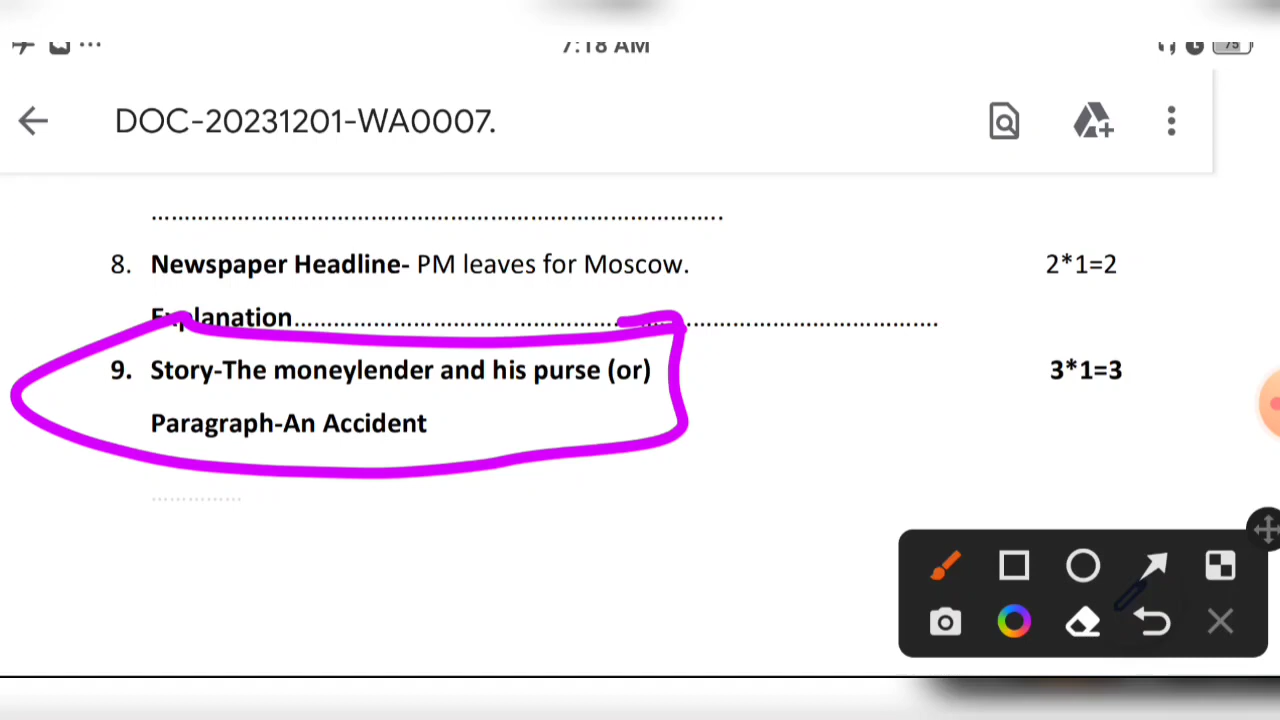 7:18 AM
75
DOC-20231201-WA0007.
........................................................................................
8. Newspaper Headline- PM leaves for Moscow. 2*1=2
Explanation....................................................................................................
9. Story-The moneylender and his purse (or) 3*1=3
Paragraph-An Accident
...............